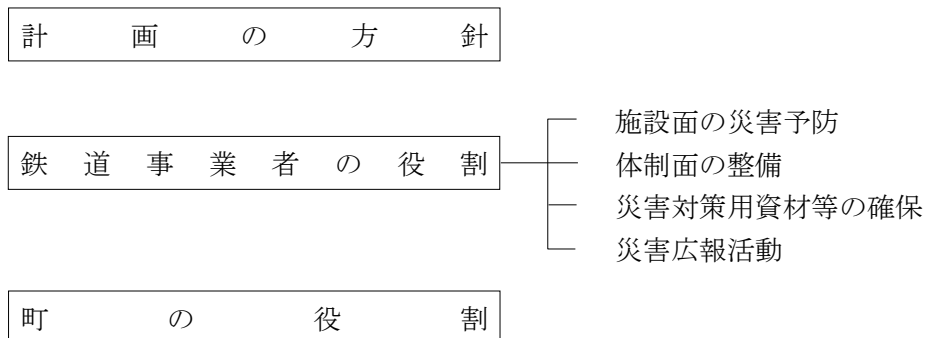 計画の方針
施設面の災害予防
鉄道事業者の役割
体制面の整備
災害対策用資材等の確保
災害広報活動
町の役割